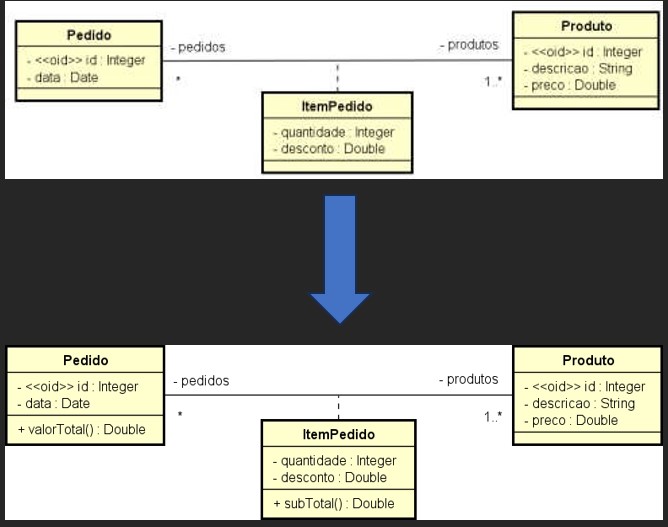 Pedido
- <<oid>> id : Integer
- data : Date
- pedidos
*
- produtos
1..*
Produto
- <<oid>> id : Integer
- descricao : String
- preco : Double
ItemPedido
- quantidade : Integer
- desconto : Double
Pedido
- <<oid>> id : Integer
- data : Date
+ valorTotal() : Double
- pedidos
*
- produtos
1..*
Produto
- <<oid>> id : Integer
- descricao : String
- preco : Double
ItemPedido
- quantidade : Integer
- desconto : Double
+ subTotal() : Double